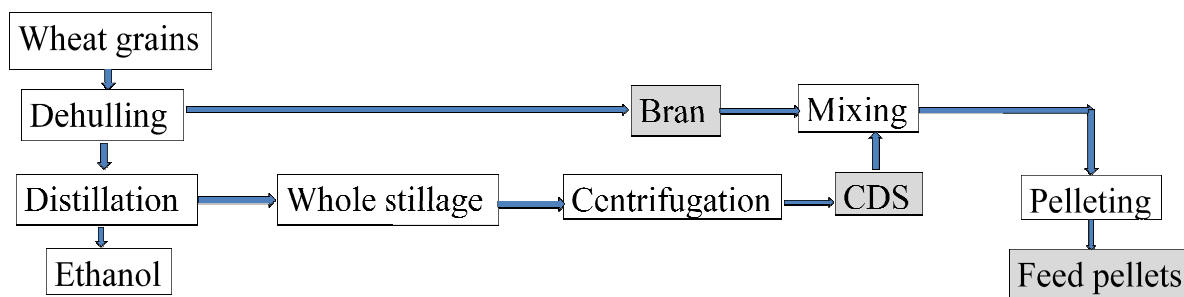 Wheat grains
Dehulling
Bran
Mixing
Distillation
Whole stillage
Centrifugation
CDS
Pelleting
Ethanol
Feed pellets